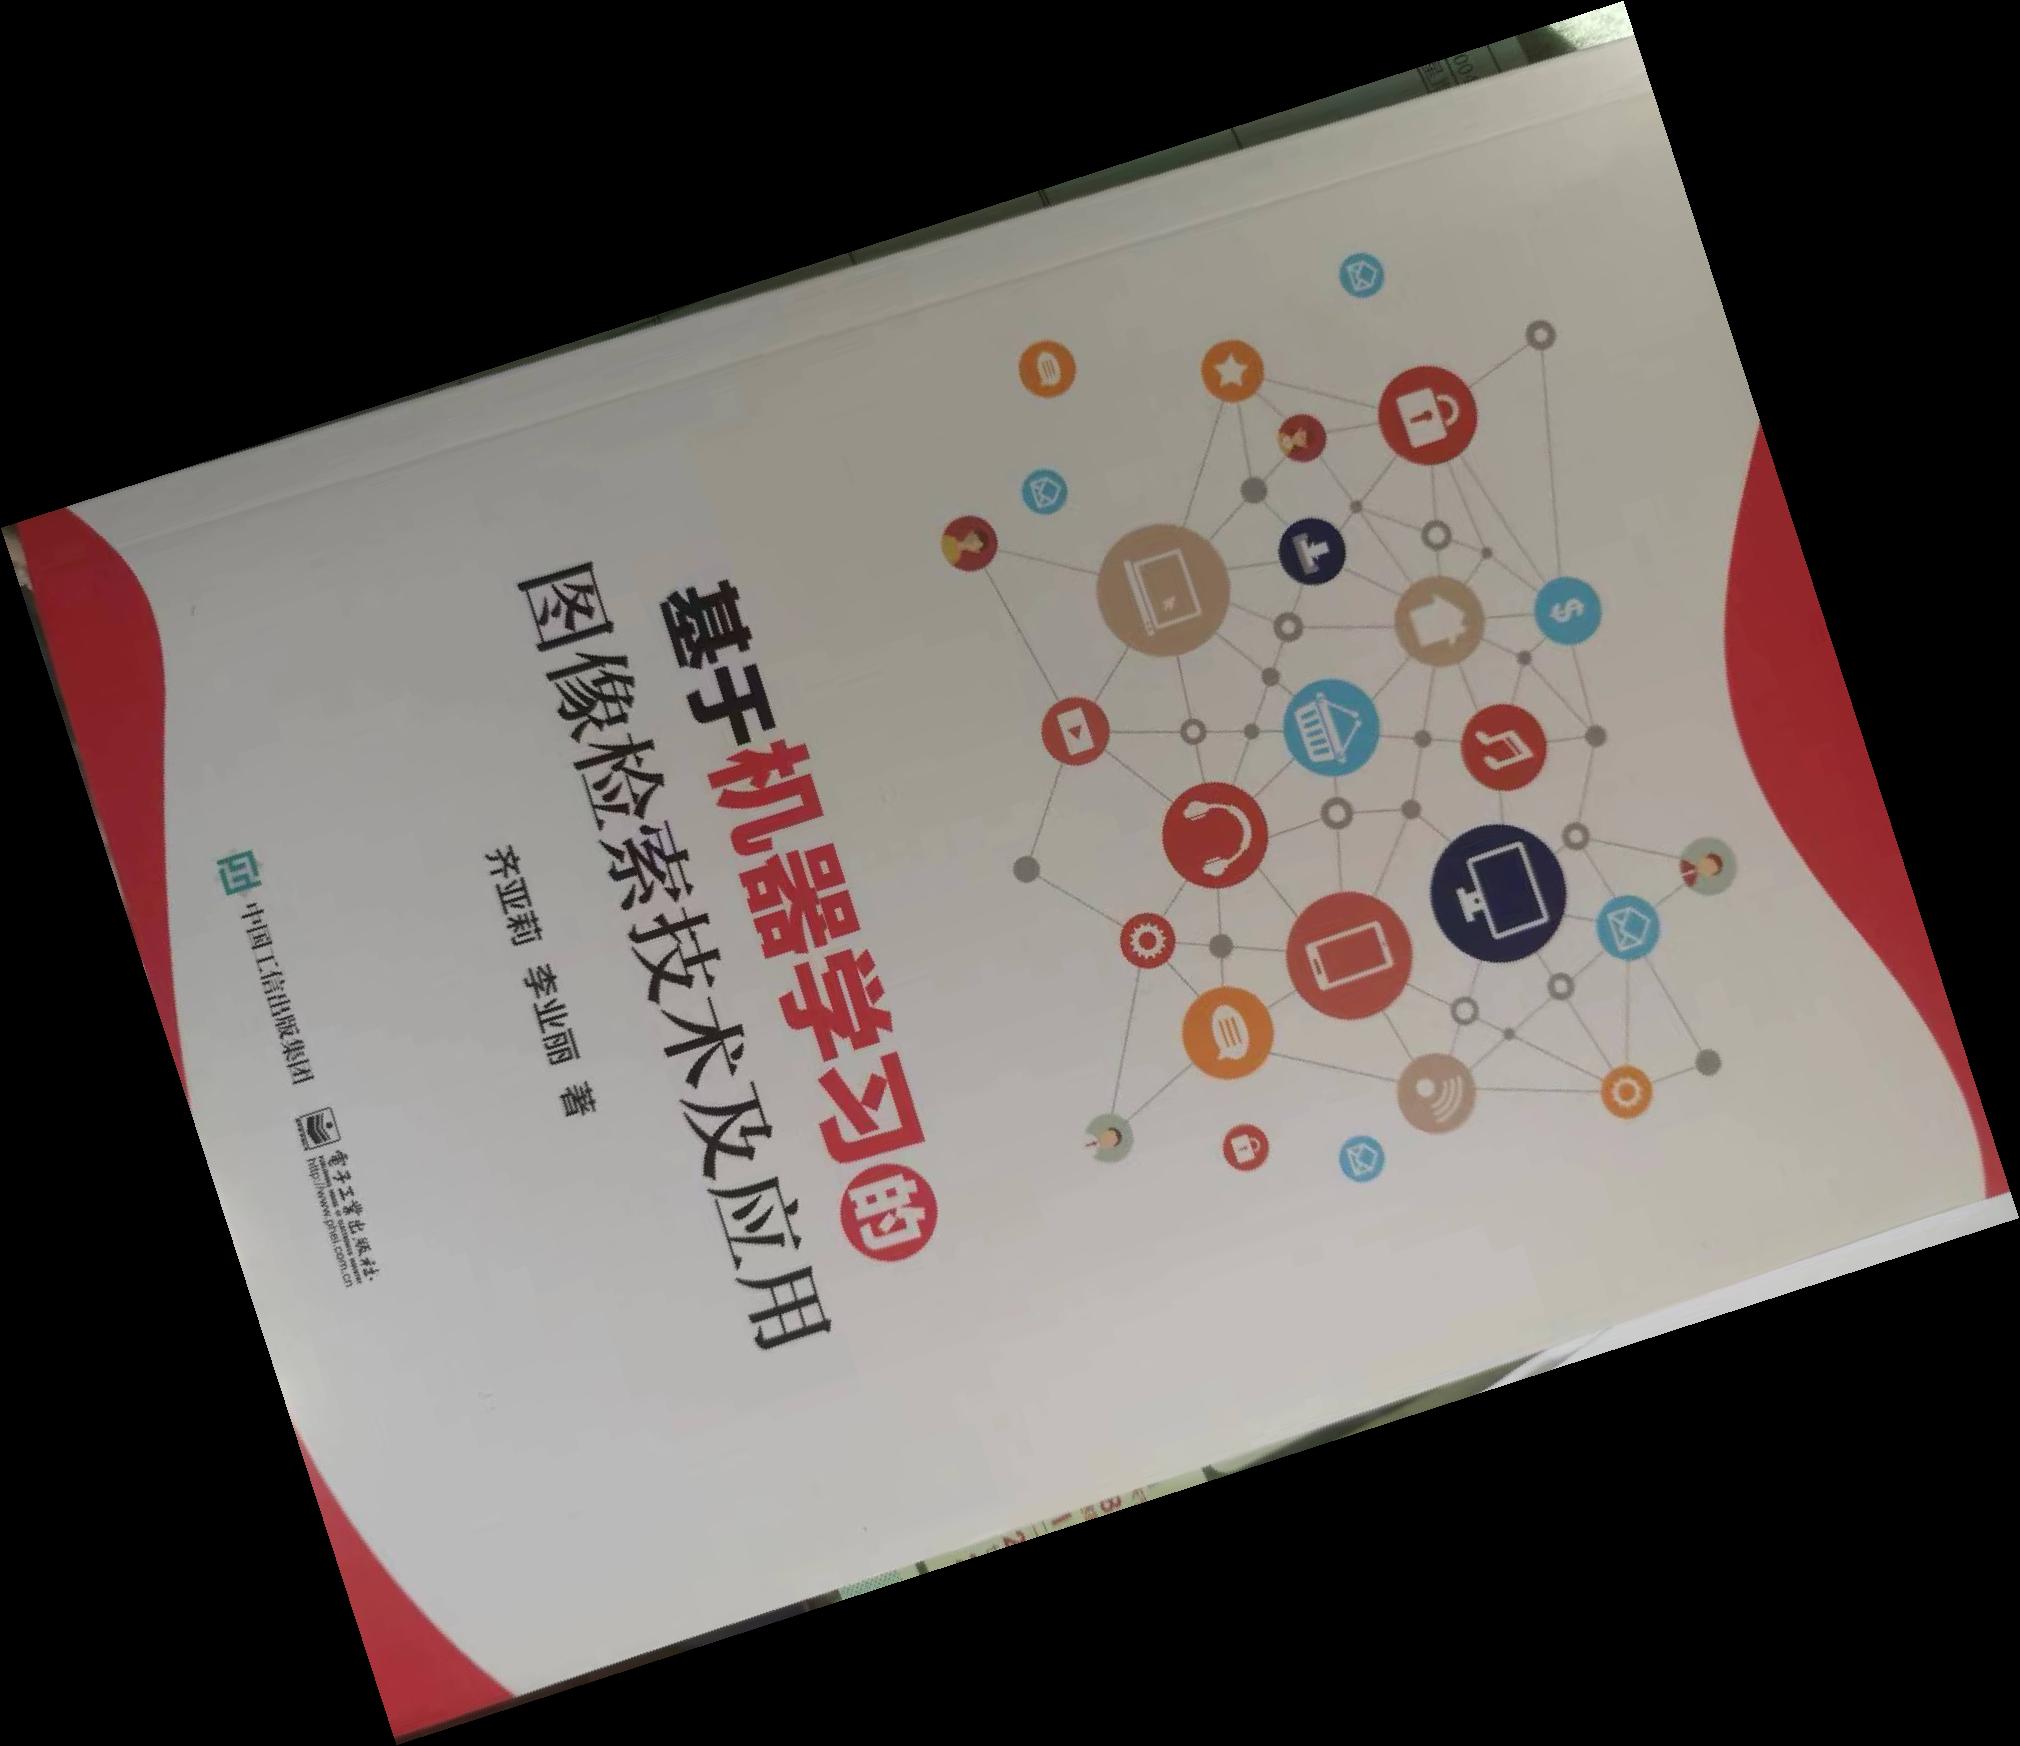 基于机器学习的
图像检索技术及应用
齐亚莉 李业丽 著
中国工信出版集团
電子工業出版社
http://www.phei.com.cn